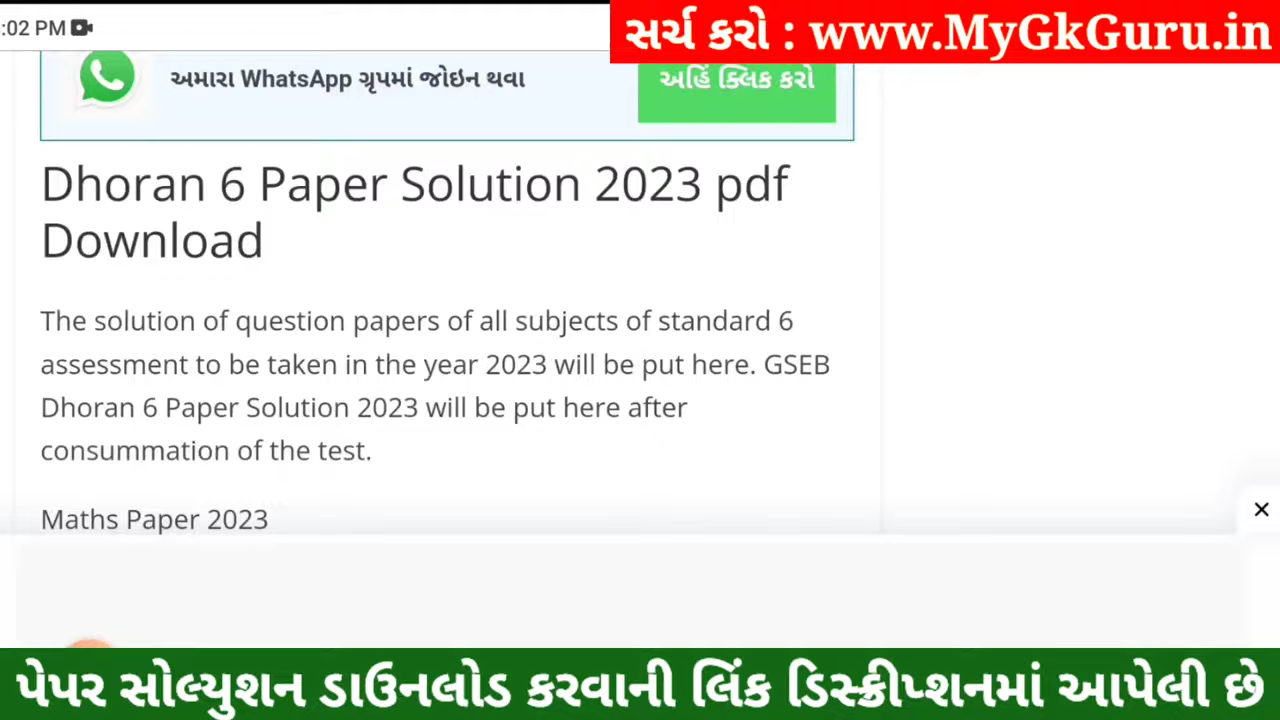 :02 PM
સર્ચ કરો : www.MyGkGuru.in
અમારા WhatsApp ગ્રૃપમાં જોઇન થવા
અહિં ક્લિક કરો
Dhoran 6 Paper Solution 2023 pdf
Download
The solution of question papers of all subjects of standard 6
assessment to be taken in the year 2023 will be put here. GSEB
Dhoran 6 Paper Solution 2023 will be put here after
consummation of the test.
Maths Paper 2023
પેપર સોલ્યુશન ડાઉનલોડ કરવાની લિંક ડિસ્ક્રીપ્શનમાં આપેલી છે